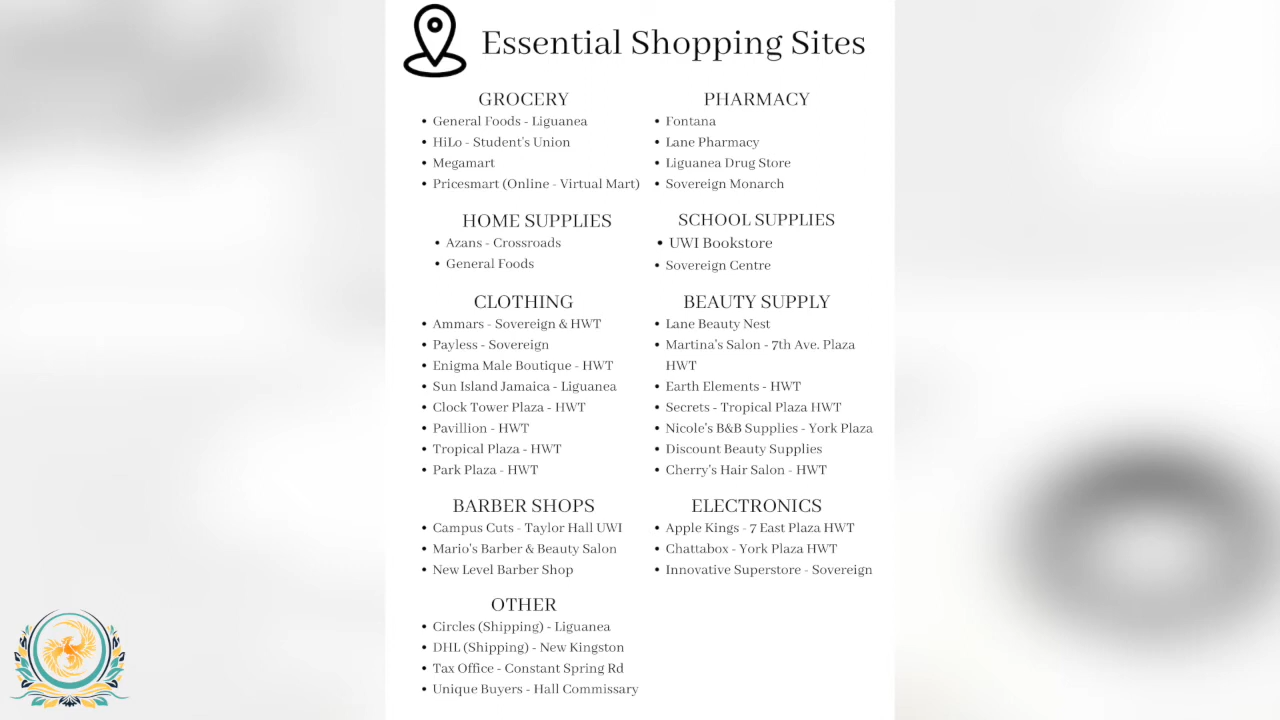 Essential Shopping Sites
GROCERY
• General Foods - Liguanea
• HiLo - Student's Union
• Megamart
• Pricesmart (Online - Virtual Mart)
PHARMACY
• Fontana
• Lane Pharmacy
• Liguanea Drug Store
• Sovereign Monarch
HOME SUPPLIES
• Azans - Crossroads
• General Foods
SCHOOL SUPPLIES
• UWI Bookstore
• Sovereign Centre
CLOTHING
• Ammars - Sovereign & HWT
• Payless - Sovereign
• Enigma Male Boutique - HWT
• Sun Island Jamaica - Liguanea
• Clock Tower Plaza - HWT
• Pavillion - HWT
• Tropical Plaza - HWT
• Park Plaza - HWT
BEAUTY SUPPLY
• Lane Beauty Nest
• Martina's Salon - 7th Ave. Plaza
HWT
• Earth Elements - HWT
• Secrets - Tropical Plaza HWT
• Nicole's B&B Supplies - York Plaza
• Discount Beauty Supplies
• Cherry's Hair Salon - HWT
BARBER SHOPS
• Campus Cuts - Taylor Hall UWI
• Mario's Barber & Beauty Salon
• New Level Barber Shop
ELECTRONICS
• Apple Kings - 7 East Plaza HWT
• Chattabox - York Plaza HWT
• Innovative Superstore - Sovereign
OTHER
• Circles (Shipping) - Liguanea
• DHL (Shipping) - New Kingston
• Tax Office - Constant Spring Rd
• Unique Buyers - Hall Commissary